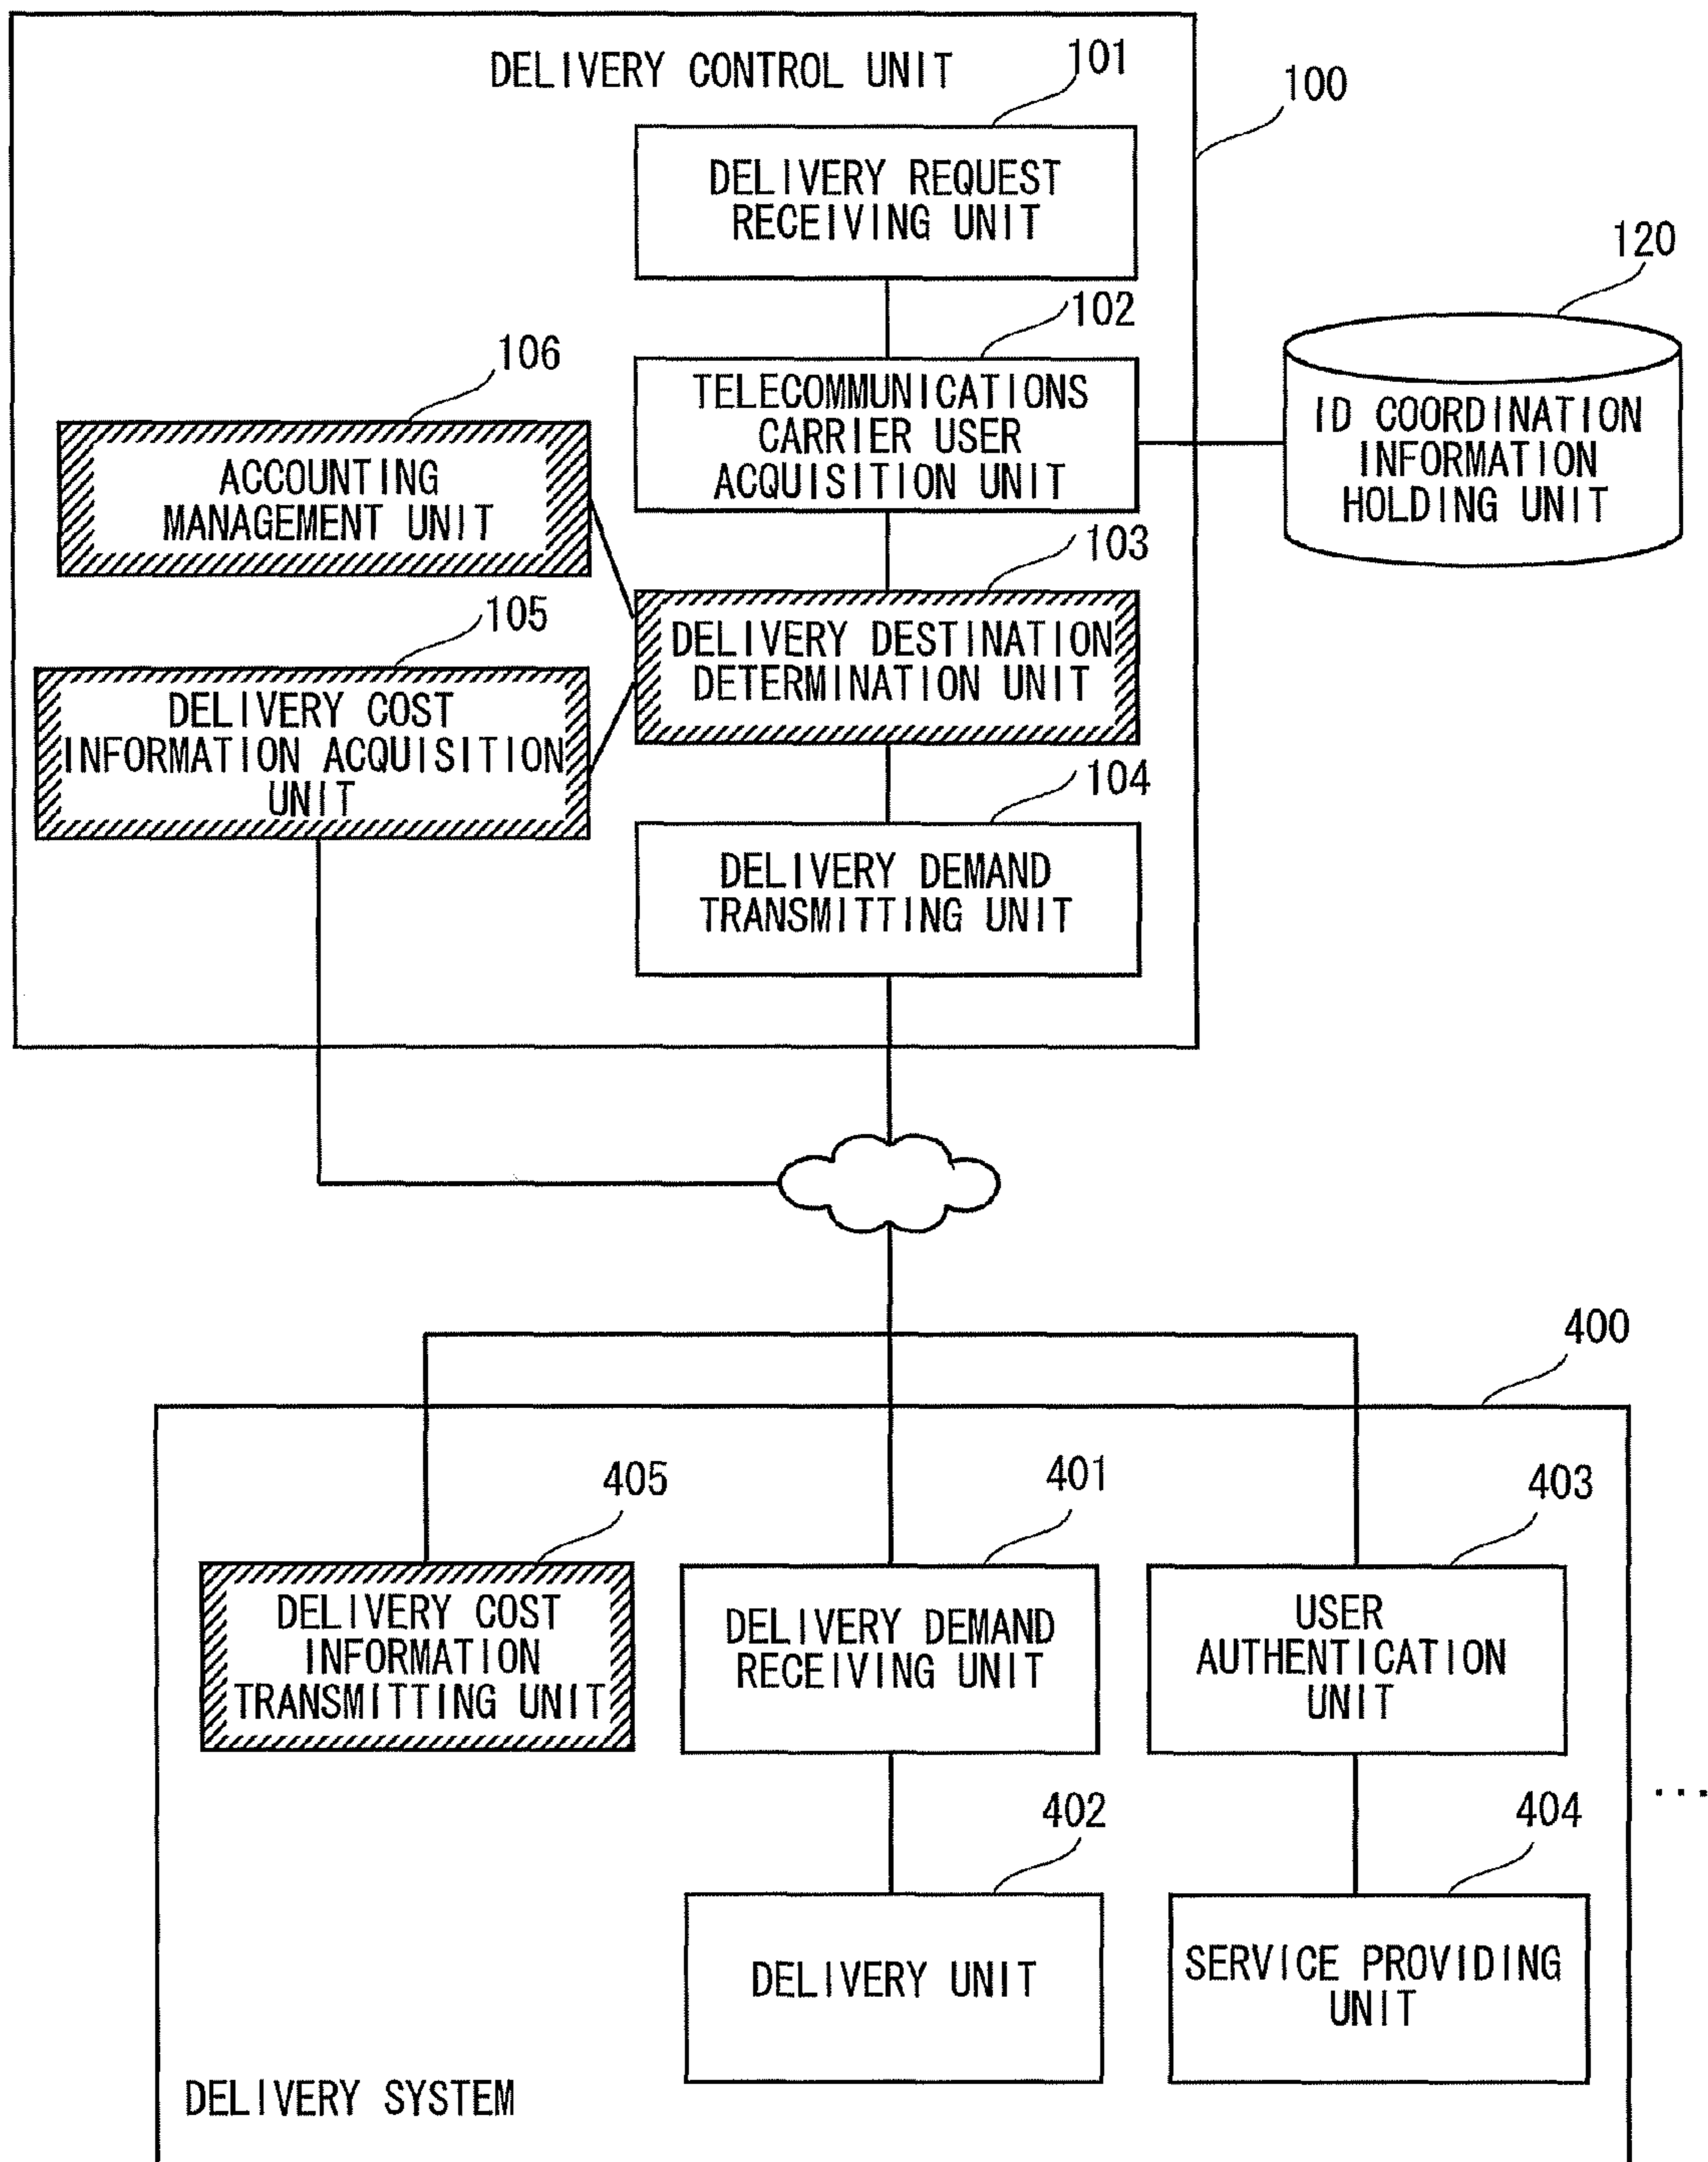 DELIVERY CONTROL UNIT
101
100
DELIVERY REQUEST
RECEIVING UNIT
120
102
106
TELECOMMUNICATIONS
CARRIER USER
ACQUISITION UNIT
ID COORDINATION
INFORMATION
HOLDING UNIT
ACCOUNTING
MANAGEMENT UNIT
103
105
DELIVERY DESTINATION
DETERMINATION UNIT
DELIVERY COST
INFORMATION ACQUISITION
UNIT
104
DELIVERY DEMAND
TRANSMITTING UNIT
400
405
401
403
DELIVERY COST
INFORMATION
TRANSMITTING UNIT
DELIVERY DEMAND
RECEIVING UNIT
USER
AUTHENTICATION
UNIT
...
402
404
DELIVERY UNIT
SERVICE PROVIDING
UNIT
DELIVERY SYSTEM